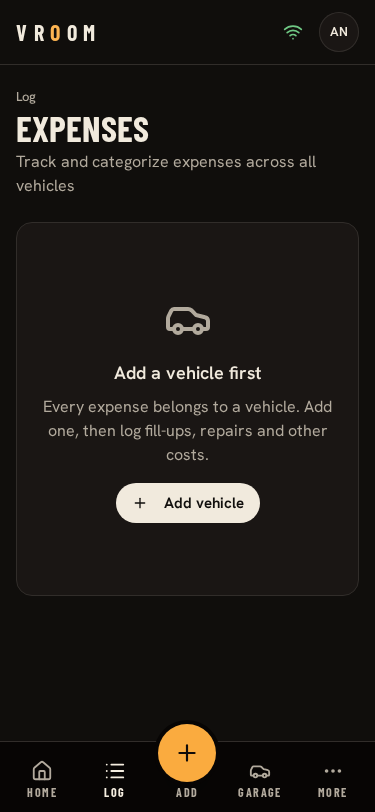 VROOM
AN
Log
EXPENSES
Track and categorize expenses across all
vehicles
Add a vehicle first
Every expense belongs to a vehicle. Add
one, then log fill-ups, repairs and other
costs.
+ Add vehicle
HOME LOG ADD GARAGE MORE